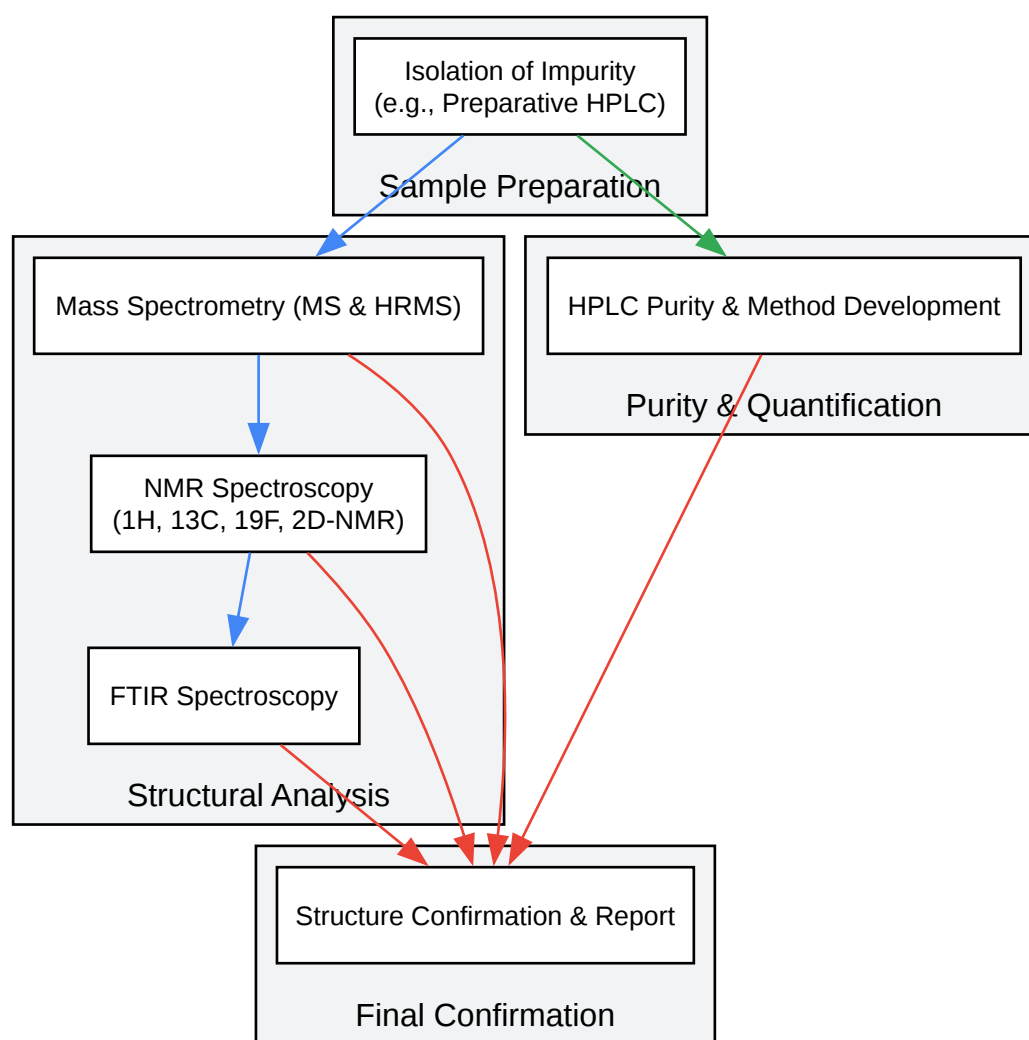 Isolation of Impurity
(e.g., Preparative HPLC)
Sample Preparation
Mass Spectrometry (MS & HRMS)
HPLC Purity & Method Development
Purity & Quantification
NMR Spectroscopy
(1H, 13C, 19F, 2D-NMR)
FTIR Spectroscopy
Structural Analysis
Structure Confirmation & Report
Final Confirmation